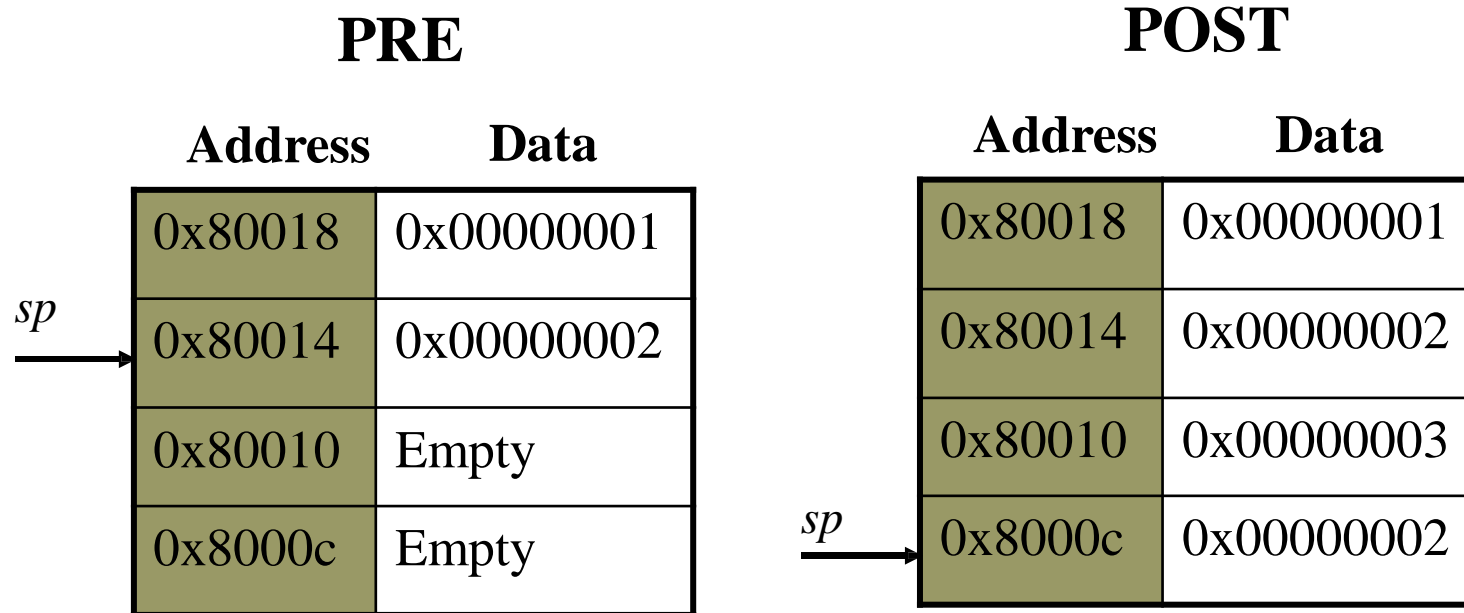 PRE
Address Data
0x80018 0x00000001
sp
0x80014 0x00000002
0x80010 Empty
0x8000c Empty
POST
Address Data
0x80018 0x00000001
0x80014 0x00000002
0x80010 0x00000003
sp
0x8000c 0x00000002